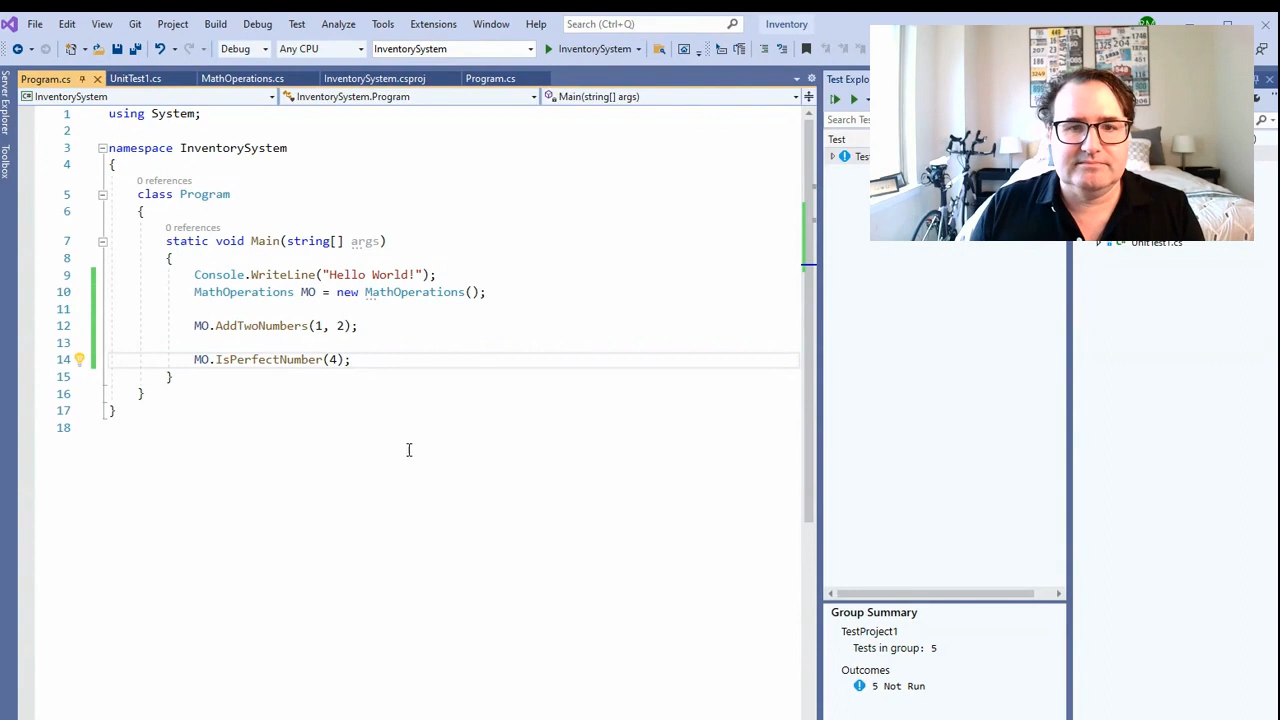 File Edit View Git Project Build Debug Test Analyze Tools Extensions Window Help Search (Ctrl+Q) Inventory
Debug Any CPU InventorySystem InventorySystem
Program.cs UnitTest1.cs MathOperations.cs InventorySystem.csproj Program.cs
InventorySystem InventorySystem.Program Main(string[] args)
Server Explorer
Toolbox
1 using System;
2
3 namespace InventorySystem
4 {
0 references
5 class Program
6 {
0 references
7 static void Main(string[] args)
8 {
9 Console.WriteLine("Hello World!");
10 MathOperations MO = new MathOperations();
11
12 MO.AddTwoNumbers(1, 2);
13
14 MO.IsPerfectNumber(4);
15 }
16 }
17 }
18
Test Explo
Search Tes
Test
Tes
UnitTest1.cs
Group Summary
TestProject1
Tests in group: 5
Outcomes
5 Not Run